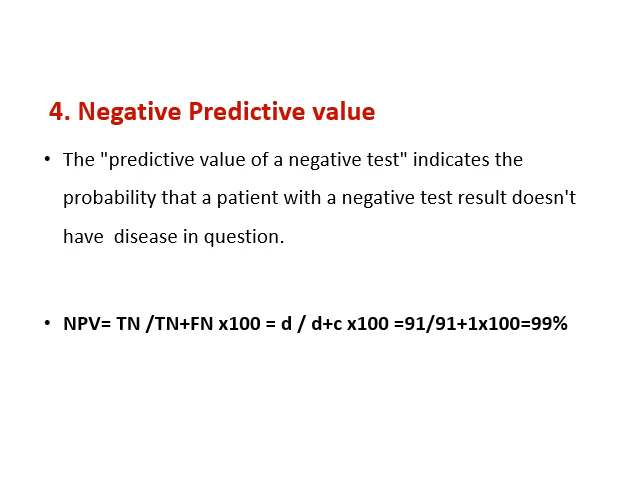 4. Negative Predictive value
• The "predictive value of a negative test" indicates the
probability that a patient with a negative test result doesn't
have  disease in question.
• NPV= TN /TN+FN x100 = d / d+c x100 =91/91+1x100=99%